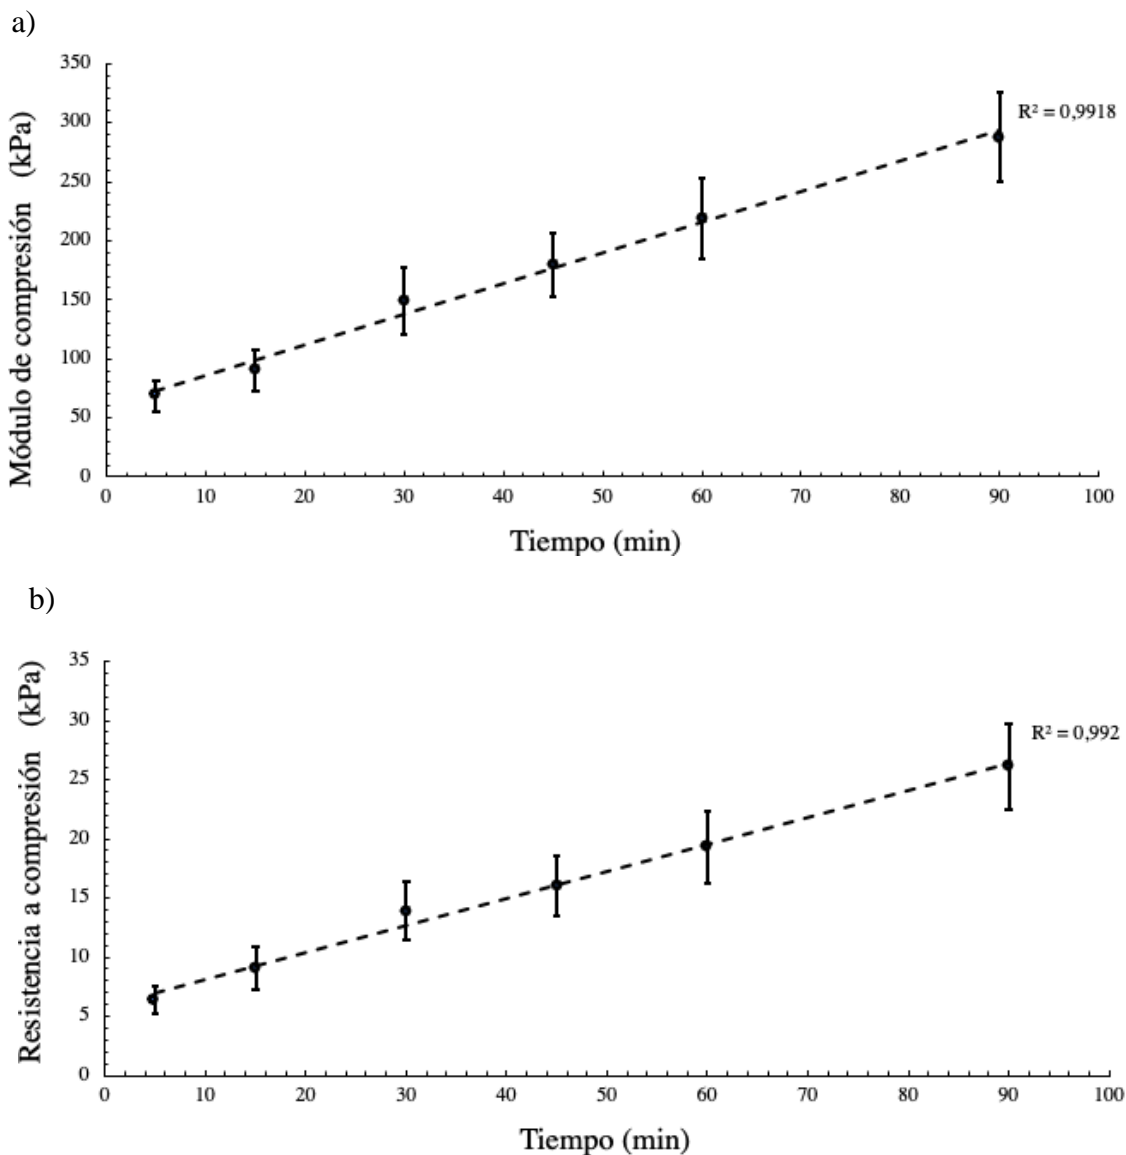 a)
350
300
250
200
150
100
50
0
Módulo de compresión (kPa)
R² = 0,9918
0 10 20 30 40 50 60 70 80 90 100
Tiempo (min)
b)
35
30
25
20
15
10
5
0
Resistencia a compresión (kPa)
R² = 0,992
0 10 20 30 40 50 60 70 80 90 100
Tiempo (min)